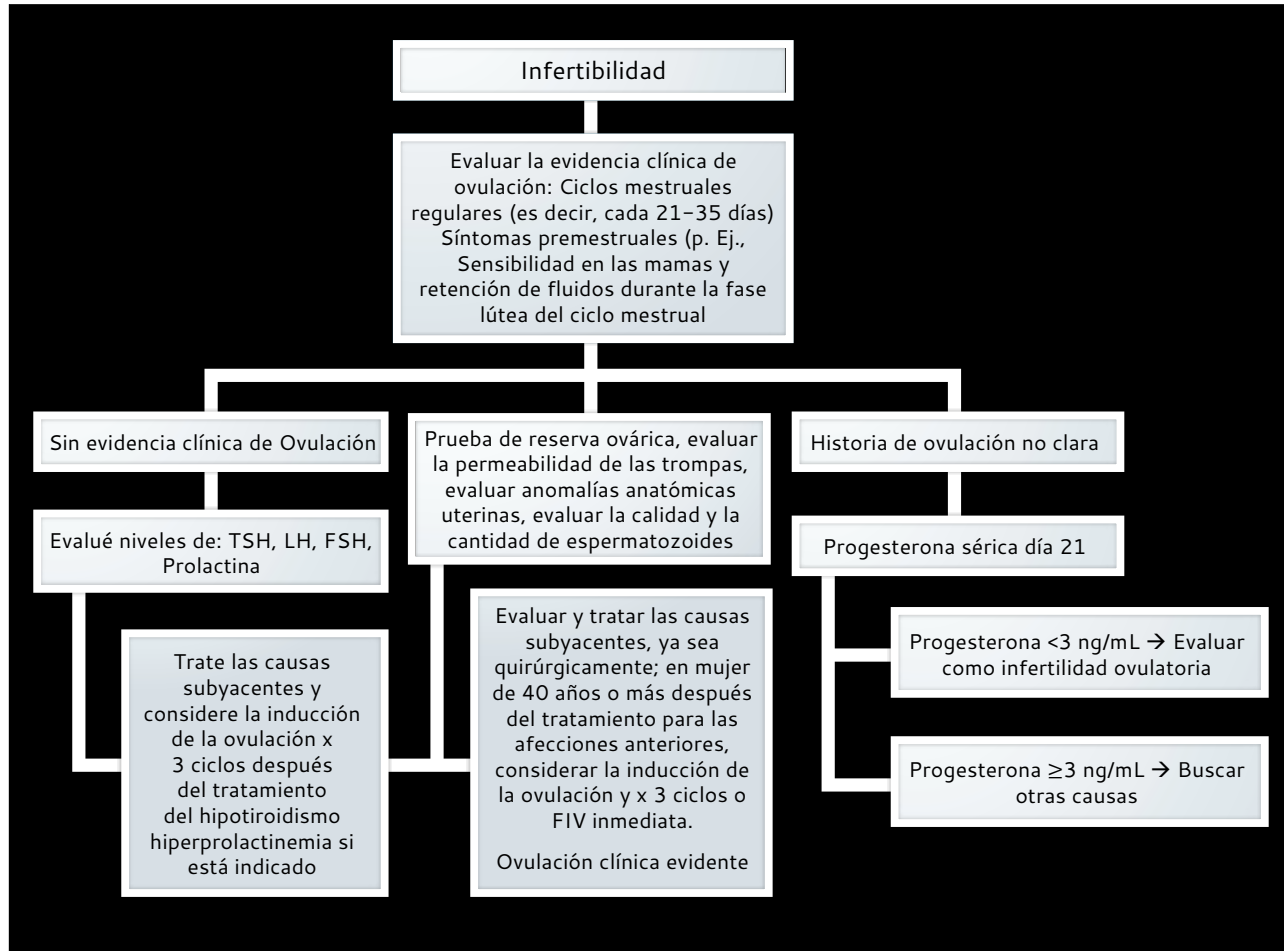 Infertibilidad
Evaluar la evidencia clínica de
ovulación: Ciclos mestruales
regulares (es decir, cada 21-35 días)
Síntomas premestruales (p. Ej.,
Sensibilidad en las mamas y
retención de fluidos durante la fase
lútea del ciclo mestrual
Sin evidencia clínica de Ovulación
Evalué niveles de: TSH, LH, FSH,
Prolactina
Trate las causas
subyacentes y
considere la inducción
de la ovulación x
3 ciclos después
del tratamiento
del hipotiroidismo
hiperprolactinemia si
está indicado
Prueba de reserva ovárica, evaluar
la permeabilidad de las trompas,
evaluar anomalías anatómicas
uterinas, evaluar la calidad y la
cantidad de espermatozoides
Evaluar y tratar las causas
subyacentes, ya sea
quirúrgicamente; en mujer
de 40 años o más después
del tratamiento para las
afecciones anteriores,
considerar la inducción de
la ovulación y x 3 ciclos o
FIV inmediata.
Ovulación clínica evidente
Historia de ovulación no clara
Progesterona sérica día 21
Progesterona <3 ng/mL → Evaluar
como infertilidad ovulatoria
Progesterona ≥3 ng/mL → Buscar
otras causas